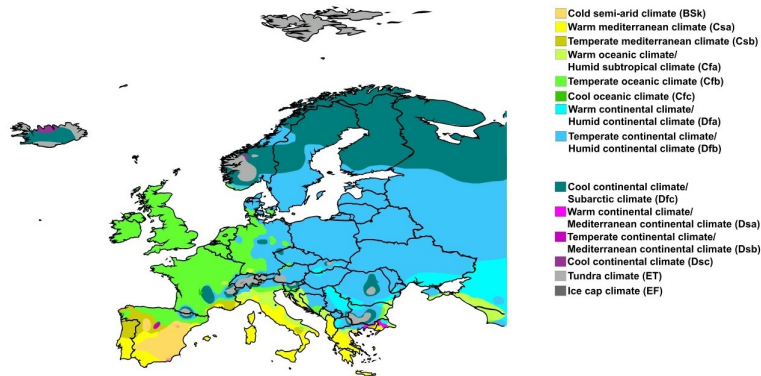 Cold semi-arid climate (BSk)
Warm mediterranean climate (Csa)
Temperate mediterranean climate (Csb)
Warm oceanic climate/
Humid subtropical climate (Cfa)
Temperate oceanic climate (Cfb)
Cool oceanic climate (Cfc)
Warm continental climate/
Humid continental climate (Dfa)
Temperate continental climate/
Humid continental climate (Dfb)
Cool continental climate/
Subarctic climate (Dfc)
Warm continental climate/
Mediterranean continental climate (Dsa)
Temperate continental climate/
Mediterranean continental climate (Dsb)
Cool continental climate (Dsc)
Tundra climate (ET)
Ice cap climate (EF)